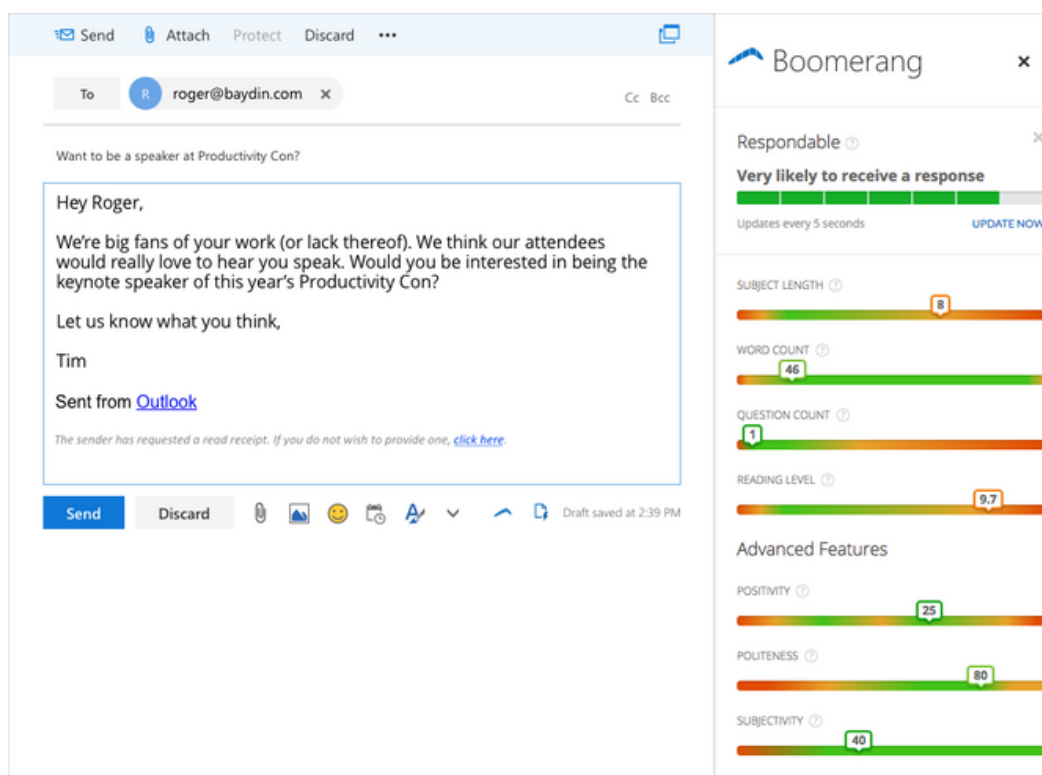 Send Attach Protect Discard •••
To R roger@baydin.com × Cc Bcc
Want to be a speaker at Productivity Con?
Hey Roger,
We're big fans of your work (or lack thereof). We think our attendees
would really love to hear you speak. Would you be interested in being the
keynote speaker of this year's Productivity Con?
Let us know what you think,
Tim
Sent from Outlook
The sender has requested a read receipt. If you do not wish to provide one, click here.
Send Discard Draft saved at 2:39 PM
Boomerang ×
Respondable ? ×
Very likely to receive a response
Updates every 5 seconds UPDATE NOW
SUBJECT LENGTH ?
8
WORD COUNT ?
46
QUESTION COUNT ?
1
READING LEVEL ?
9.7
Advanced Features
POSITIVITY ?
25
POLITENESS ?
80
SUBJECTIVITY ?
40